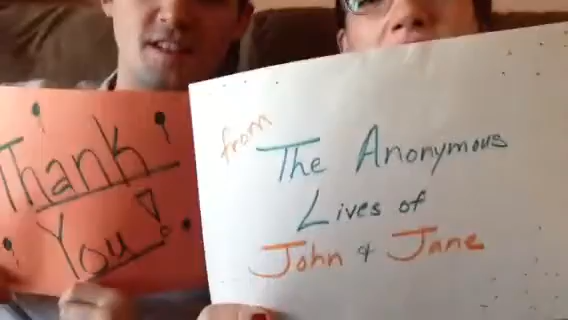 Thank
You!
from
The Anonymous
Lives of
John & Jane